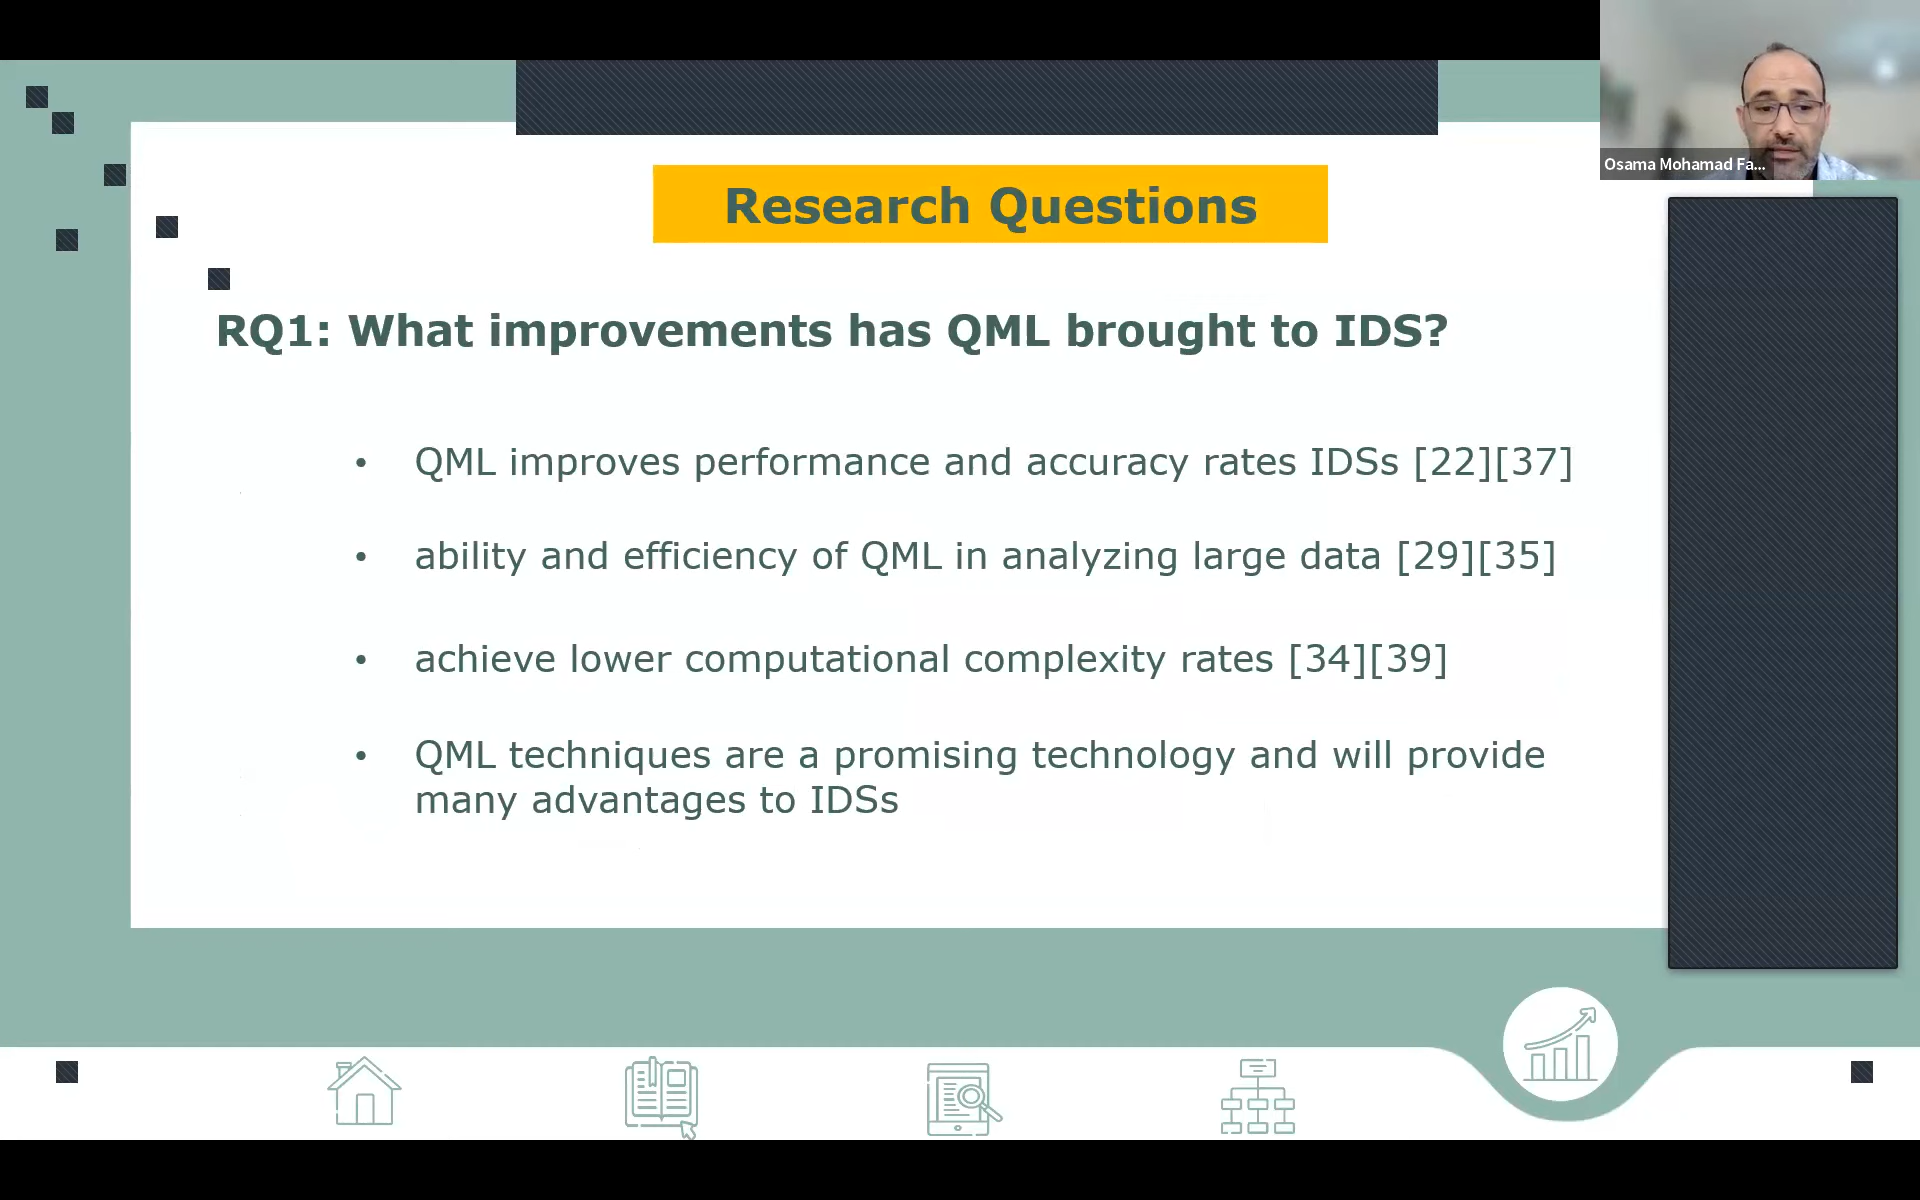 Osama Mohamad Fa...
Research Questions
RQ1: What improvements has QML brought to IDS?
• QML improves performance and accuracy rates IDSs [22][37]
• ability and efficiency of QML in analyzing large data [29][35]
• achieve lower computational complexity rates [34][39]
• QML techniques are a promising technology and will provide
many advantages to IDSs